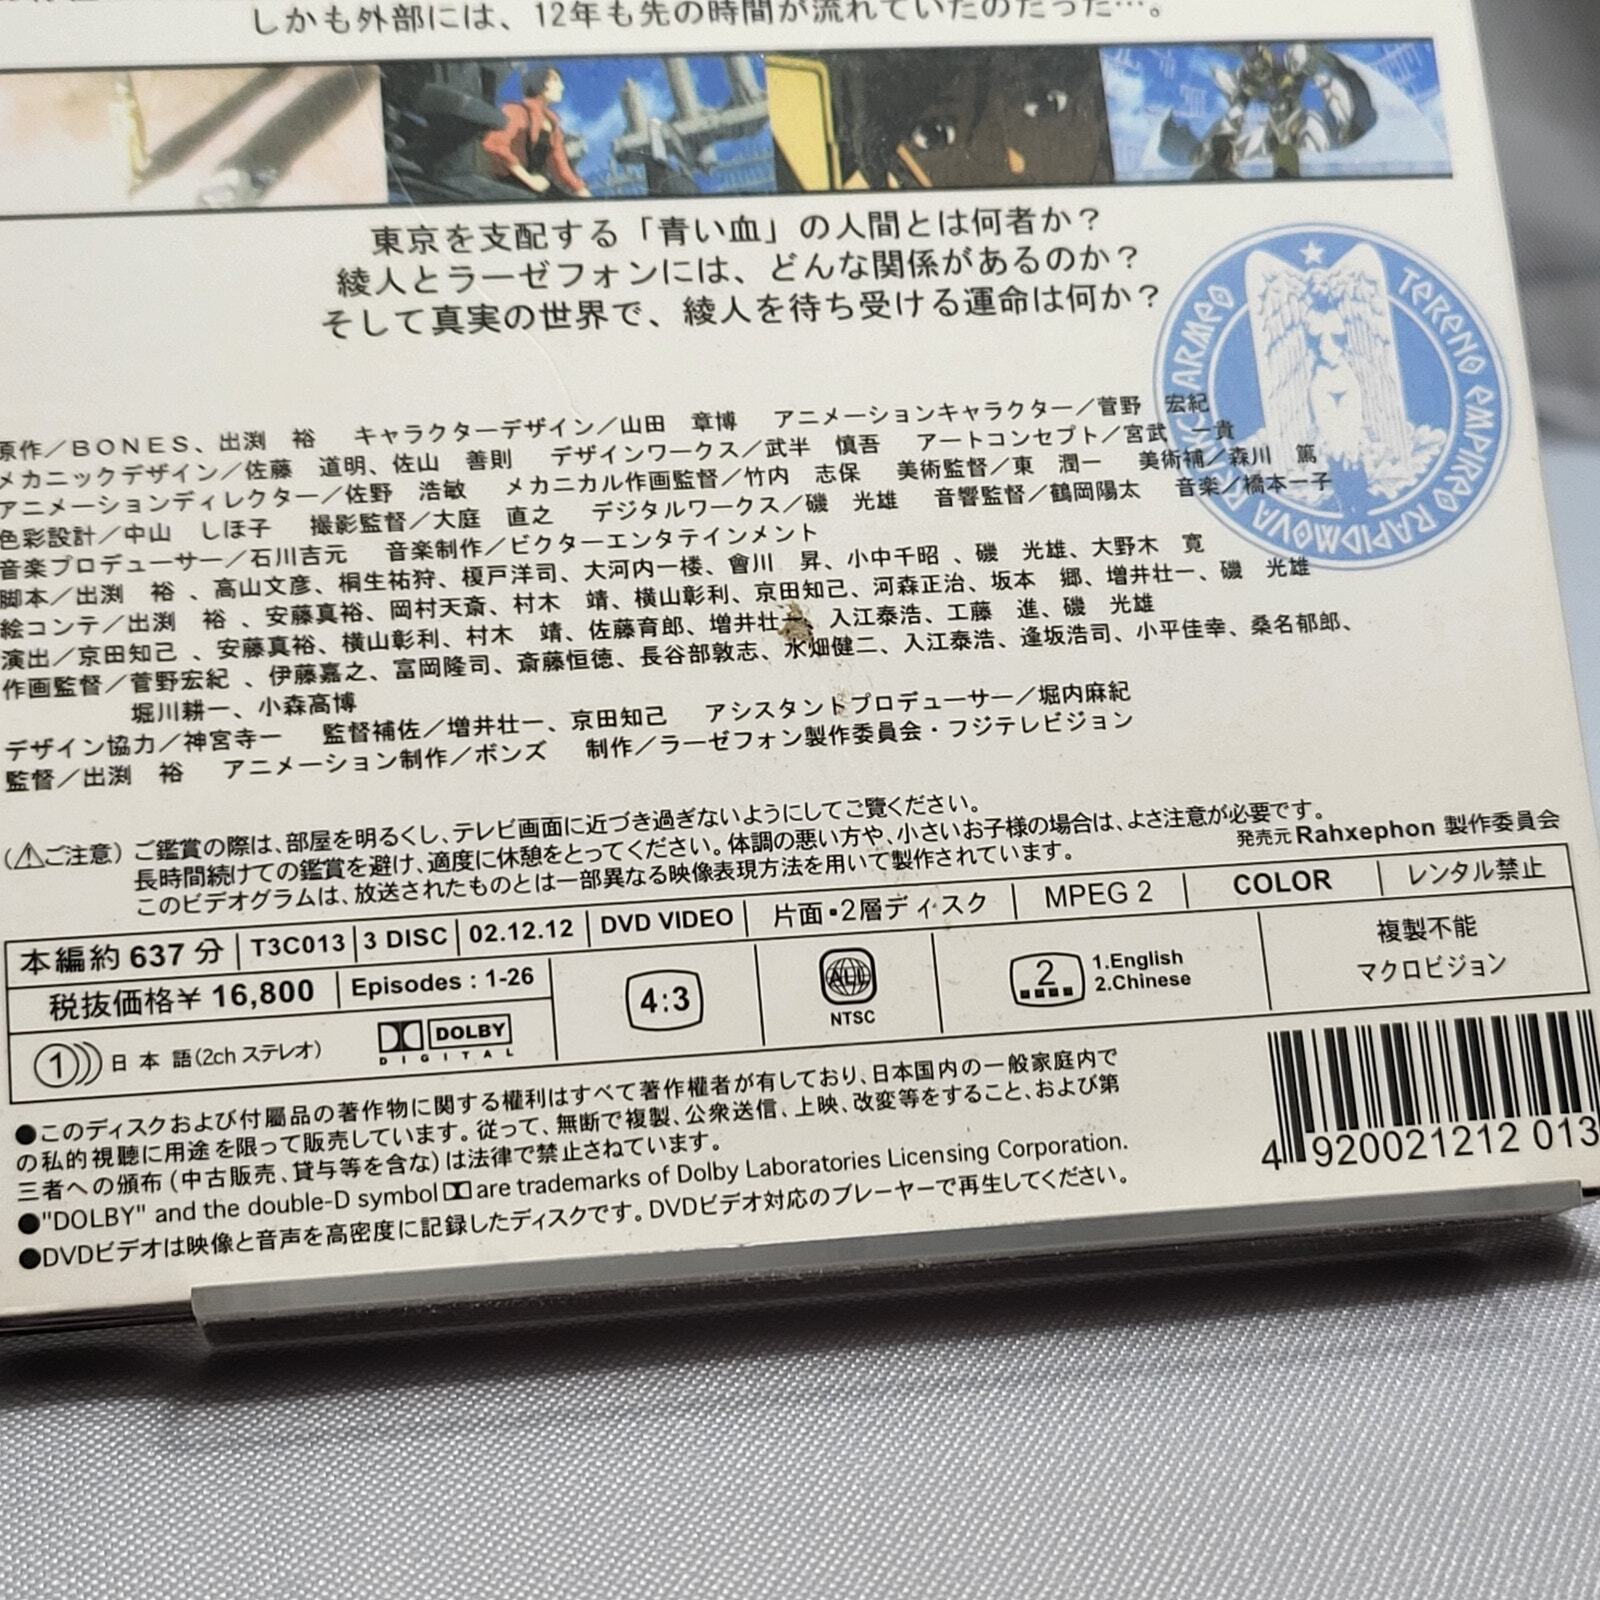 しかも外部には、12年も先の時間が流れていたのだった…。
東京を支配する「青い血」の人間とは何者か?
綾人とラーゼフォンには、どんな関係があるのか?
そして真実の世界で、綾人を待ち受ける運命は何か?
TERENO EMPIREO RAPIDMOVA ARMEO
原作／BONES、出渕 裕 キャラクターデザイン／山田 章博 アニメーションキャラクター／菅野 宏紀
メカニックデザイン／佐藤 道明、佐山 善則 デザインワークス／武半 慎吾 アートコンセプト／宮武 一貴
アニメーションディレクター／佐野 浩敏 メカニカル作画監督／竹内 志保 美術監督／東 潤一 美術補／森川 篤
色彩設計／中山 しほ子 撮影監督／大庭 直之 デジタルワークス／磯 光雄 音響監督／鶴岡陽太 音楽／橋本一子
音楽プロデューサー／石川吉元 音楽制作／ビクターエンタテインメント
脚本／出渕 裕 、高山文彦、桐生祐狩、榎戸洋司、大河内一楼、會川 昇、小中千昭 、磯 光雄、大野木 寛
絵コンテ／出渕 裕 、安藤真裕、岡村天斎、村木 靖、横山彰利、京田知己、河森正治、坂本 郷、増井壮一、磯 光雄
演出／京田知己 、安藤真裕、横山彰利、村木 靖、佐藤育郎、増井壮一、入江泰浩、工藤 進、磯 光雄
作画監督／菅野宏紀 、伊藤嘉之、富岡隆司、斎藤恒徳、長谷部敦志、水畑健二、入江泰浩、逢坂浩司、小平佳幸、桑名郁郎、
堀川耕一、小森高博
デザイン協力／神宮寺一 監督補佐／増井壮一、京田知己 アシスタントプロデューサー／堀内麻紀
監督／出渕 裕 アニメーション制作／ボンズ 制作／ラーゼフォン製作委員会・フジテレビジョン
(⚠ご注意) ご鑑賞の際は、部屋を明るくし、テレビ画面に近づき過ぎないようにしてご覧ください。
長時間続けての鑑賞を避け、適度に休憩をとってください。体調の悪い方や、小さいお子様の場合は、よさ注意が必要です。
このビデオグラムは、放送されたものとは一部異なる映像表現方法を用いて製作されています。
発売元 Rahxephon 製作委員会
本編約 637 分 T3C013 3 DISC 02.12.12 DVD VIDEO 片面・2層ディスク MPEG 2 COLOR レンタル禁止
税抜価格¥ 16,800 Episodes : 1-26
4:3
ALL
NTSC
2
1.English
2.Chinese
複製不能
マクロビジョン
1 日 本 語 (2ch ステレオ)
DOLBY
DIGITAL
●このディスクおよび付属品の著作物に関する權利はすべて著作權者が有しており、日本国内の一般家庭内で
の私的視聴に用途を限って販売しています。従って、無断で複製、公衆送信、上映、改変等をすること、および第
三者への頒布 (中古販売、貸与等を含な) は法律で禁止されねています。
●"DOLBY" and the double-D symbol are trademarks of Dolby Laboratories Licensing Corporation.
●DVDビデオは映像と音声を高密度に記録したディスクです。DVDビデオ対応のプレーヤーで再生してください。
4 920021212 013